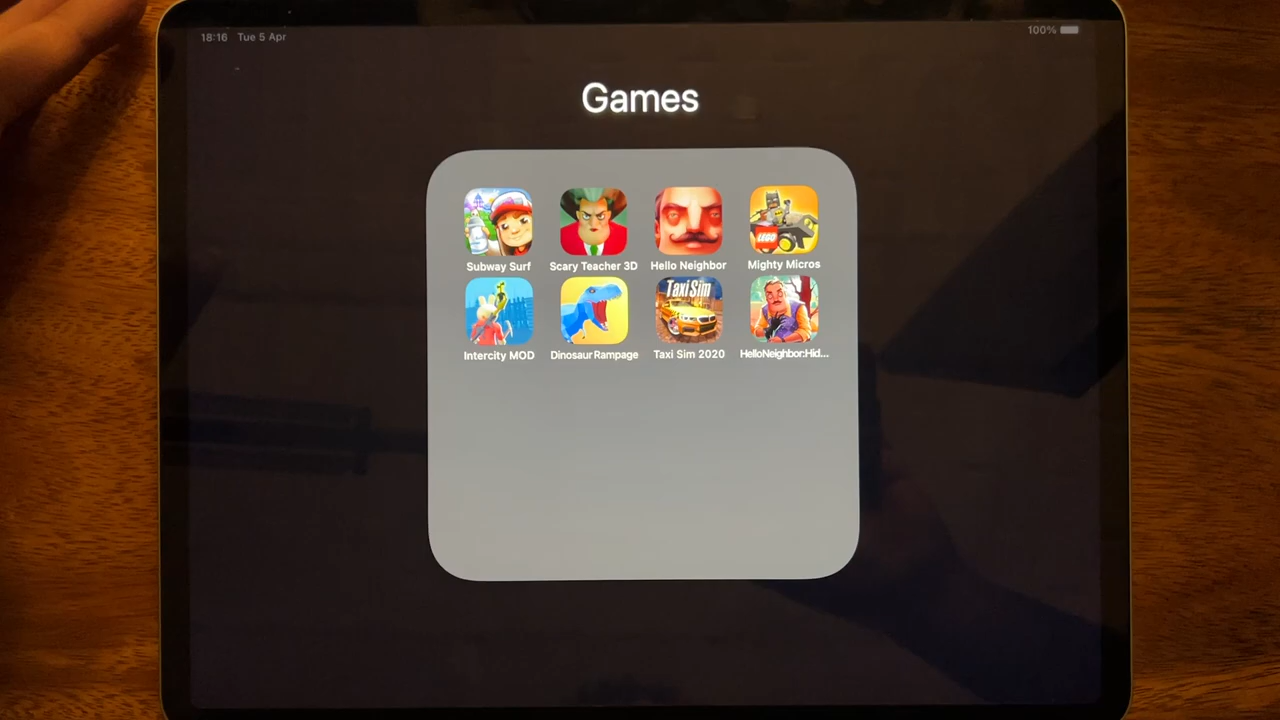 18:16 Tue 5 Apr
100%
Games
Subway Surf
Scary Teacher 3D
Hello Neighbor
LEGO
Mighty Micros
Intercity MOD
Dinosaur Rampage
Taxi Sim
Taxi Sim 2020
HelloNeighbor:Hid...